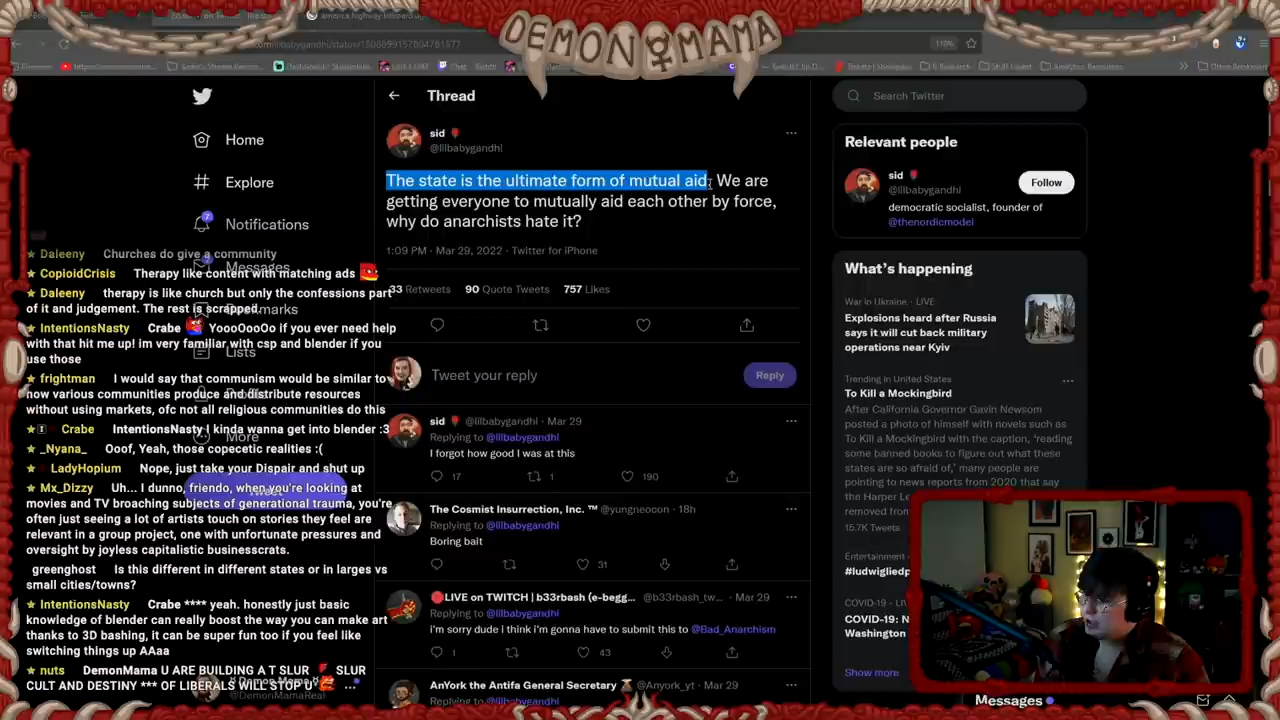 DEMON MAMA
110%
Home
Explore
Notifications
Messages
Bookmarks
Lists
More
Thread
sid
@lilbabygandhi
The state is the ultimate form of mutual aid. We are
getting everyone to mutually aid each other by force,
why do anarchists hate it?
1:09 PM · Mar 29, 2022 · Twitter for iPhone
33 Retweets 90 Quote Tweets 757 Likes
Tweet your reply
Reply
sid @lilbabygandhi · Mar 29
Replying to @lilbabygandhi
I forgot how good I was at this
17 1 190
The Cosmist Insurrection, Inc. ™ @yungneocon · 18h
Replying to @lilbabygandhi
Boring bait
31
LIVE on TWITCH | b33rbash (e-begg... @b33rbash_tw... · Mar 29
Replying to @lilbabygandhi
i'm sorry dude i think i'm gonna have to submit this to @Bad_Anarchism
1 43
AnYork the Antifa General Secretary @Anyork_yt · Mar 29
Replying to @lilbabygandhi
Search Twitter
Relevant people
sid
@lilbabygandhi
Follow
democratic socialist, founder of
@thenordicmodel
What's happening
War in Ukraine · LIVE
Explosions heard after Russia
says it will cut back military
operations near Kyiv
Trending in United States
To Kill a Mockingbird
After California Governor Gavin Newsom
posted a photo of himself with novels such as
To Kill a Mockingbird with the caption, 'reading
some banned books to figure out what these
states are so afraid of,' many people are
pointing to news reports from 2020 that say
the Harper Le
removed from
15.7K Tweets
Entertainment
#ludwigliedp
COVID-19 · LIV
COVID-19: N
Washington
Show more
Messages
Daleeny Churches do give a community
CopioidCrisis Therapy like content with matching ads
Daleeny therapy is like church but only the confessions part
of it and judgement. The rest is scrapped.
IntentionsNasty Crabe YoooOooOo if you ever need help
with that hit me up! im very familiar with csp and blender if you
use those
frightman I would say that communism would be similar to
how various communities produce and distribute resources
without using markets, ofc not all religious communities do this
Crabe IntentionsNasty I kinda wanna get into blender :3
_Nyana_ Ooof, Yeah, those copecetic realities :(
LadyHopium Nope, just take your Dispair and shut up
Mx_Dizzy Uh... I dunno, friendo, when you're looking at
movies and TV broaching subjects of generational trauma, you're
often just seeing a lot of artists touch on stories they feel are
relevant in a group project, one with unfortunate pressures and
oversight by joyless capitalistic businesscrats.
greenghost Is this different in different states or in larges vs
small cities/towns?
IntentionsNasty Crabe **** yeah. honestly just basic
knowledge of blender can really boost the way you can make art
thanks to 3D bashing, it can be super fun too if you feel like
switching things up AAaa
nuts DemonMama U ARE BUILDING A T SLUR SLUR
CULT AND DESTINY *** OF LIBERALS WILL STOP U
@DemonMamaReal